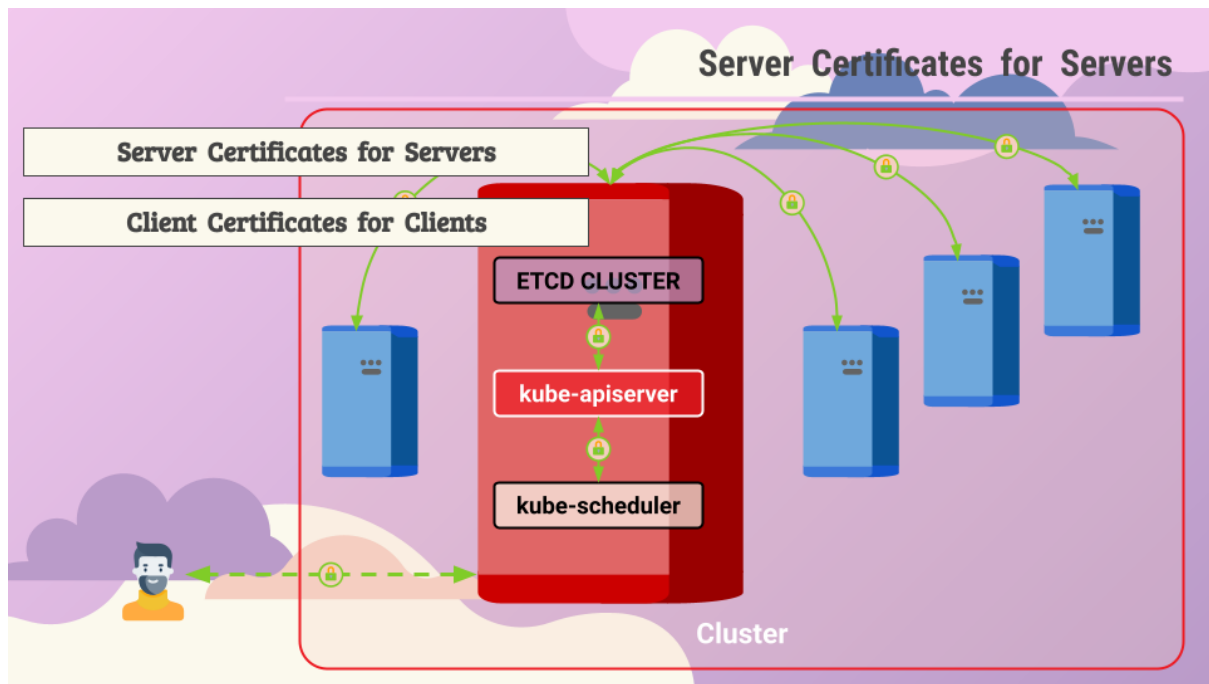 Server Certificates for Servers
Server Certificates for Servers
Client Certificates for Clients
ETCD CLUSTER
kube-apiserver
kube-scheduler
Cluster